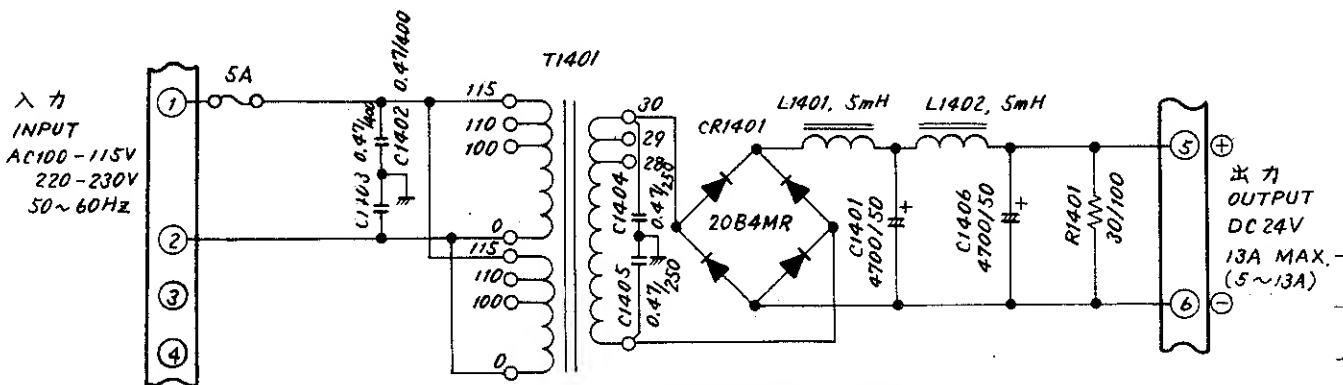 入力
INPUT
AC100-115V
220-230V
50~60Hz
1
2
3
4
5A
C1402 0.47/400
C1403 0.47/400
T1401
115
110
100
0
115
110
100
0
30
29
28
C1404 0.47/250
C1405 0.47/250
CR1401
20B4MR
L1401, 5mH
L1402, 5mH
C1401
4700/50
+
C1406
4700/50
+
R1401
30/100
5
+
6
-
出力
OUTPUT
DC 24V
13A MAX.
(5~13A)